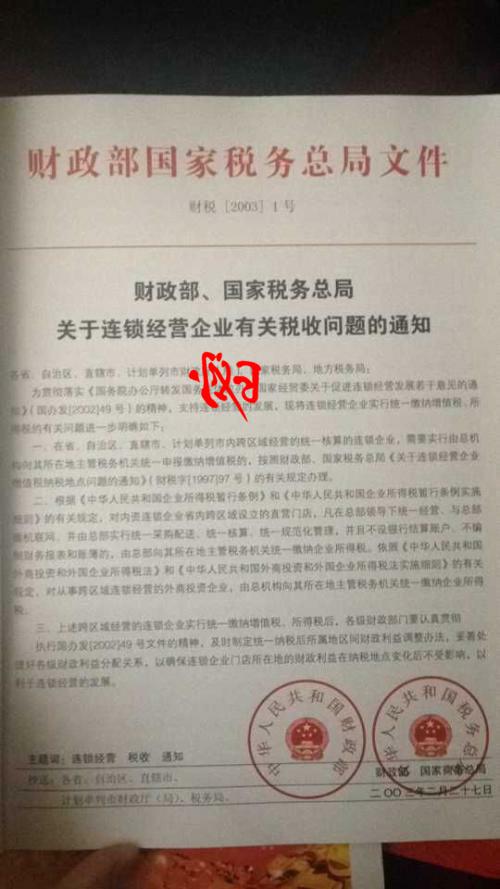 财政部国家税务总局文件
财税［2003］1号
财政部、国家税务总局
关于连锁经营企业有关税收问题的通知
各省、自治区、直辖市、计划单列市财 国家税务局、地方税务局：
为贯彻落实《国务院办公厅转发国务 国家经贸委关于促进连锁经营发展若干意见的通
知》（国办发[2002]49号）的精神，支持连锁经营的发展，现将连锁经营企业实行统一缴纳增值税、所
得税的有关问题进一步明确如下：
一、在省、自治区、直辖市、计划单列市内跨区域经营的统一核算的连锁企业，需要实行由总机
构向其所在地主管税务机关统一申报缴纳增值税的，按照财政部、国家税务总局《关于连锁经营企业
增值税纳税地点问题的通知》（财税字[1997]97号）的有关规定办理。
二、根据《中华人民共和国企业所得税暂行条例》和《中华人民共和国企业所得税暂行条例实施
细则》的有关规定，对内资连锁企业省内跨区域设立的直营门店，凡在总部领导下统一经营、与总部
微机联网、并由总部实行统一采购配送、统一核算、统一规范化管理，并且不设银行结算账户、不编
制财务报表和账簿的，由总部向其所在地主管税务机关统一缴纳企业所得税。依照《中华人民共和国
外商投资和外国企业所得税法》和《中华人民共和国外商投资和外国企业所得税法实施细则》的有关
规定，对从事跨区域连锁经营的外商投资企业，由总机构向其所在地主管税务机关统一缴纳企业所得
税。
三、上述跨区域经营的连锁企业实行统一缴纳增值税、所得税后，各级财政部门要认真贯彻
执行国办发[2002]49号文件的精神，及时制定统一纳税后所属地区间财政利益调整办法，妥善处
理好各级财政利益分配关系，以确保连锁企业门店所在地的财政利益在纳税地点变化后不受影响，以
利于连锁经营的发展。
中华人民共和国财政部
中华人民共和国国家税务总局
主题词：连锁经营 税收 通知
财政部 国家税务总局
抄送：各省、自治区、直辖市、
计划单列市财政厅（局）、税务局。
二〇〇三年二月二十七日